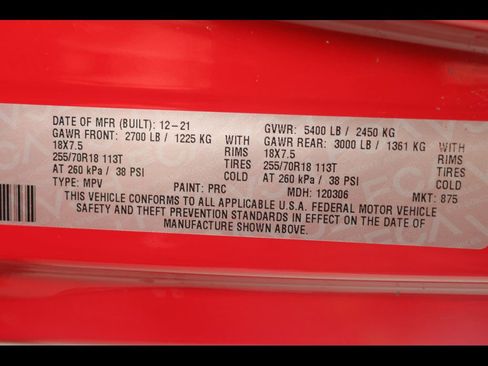 DATE OF MFR (BUILT): 12-21 GVWR: 5400 LB / 2450 KG
GAWR FRONT: 2700 LB / 1225 KG WITH GAWR REAR: 3000 LB / 1361 KG WITH
18X7.5 RIMS 18X7.5 RIMS
255/70R18 113T TIRES 255/70R18 113T TIRES
AT 260 kPa / 38 PSI COLD AT 260 kPa / 38 PSI COLD
TYPE: MPV PAINT: PRC MDH: 120306 MKT: 875
THIS VEHICLE CONFORMS TO ALL APPLICABLE U.S.A. FEDERAL MOTOR VEHICLE
SAFETY AND THEFT PREVENTION STANDARDS IN EFFECT ON THE DATE OF
MANUFACTURE SHOWN ABOVE.